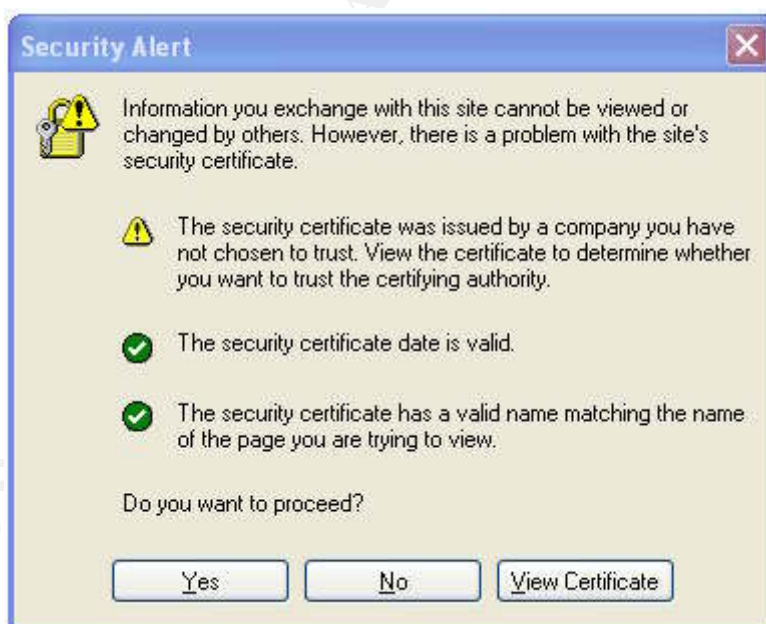 Security Alert
Information you exchange with this site cannot be viewed or
changed by others. However, there is a problem with the site's
security certificate.
The security certificate was issued by a company you have
not chosen to trust. View the certificate to determine whether
you want to trust the certifying authority.
The security certificate date is valid.
The security certificate has a valid name matching the name
of the page you are trying to view.
Do you want to proceed?
Yes No View Certificate